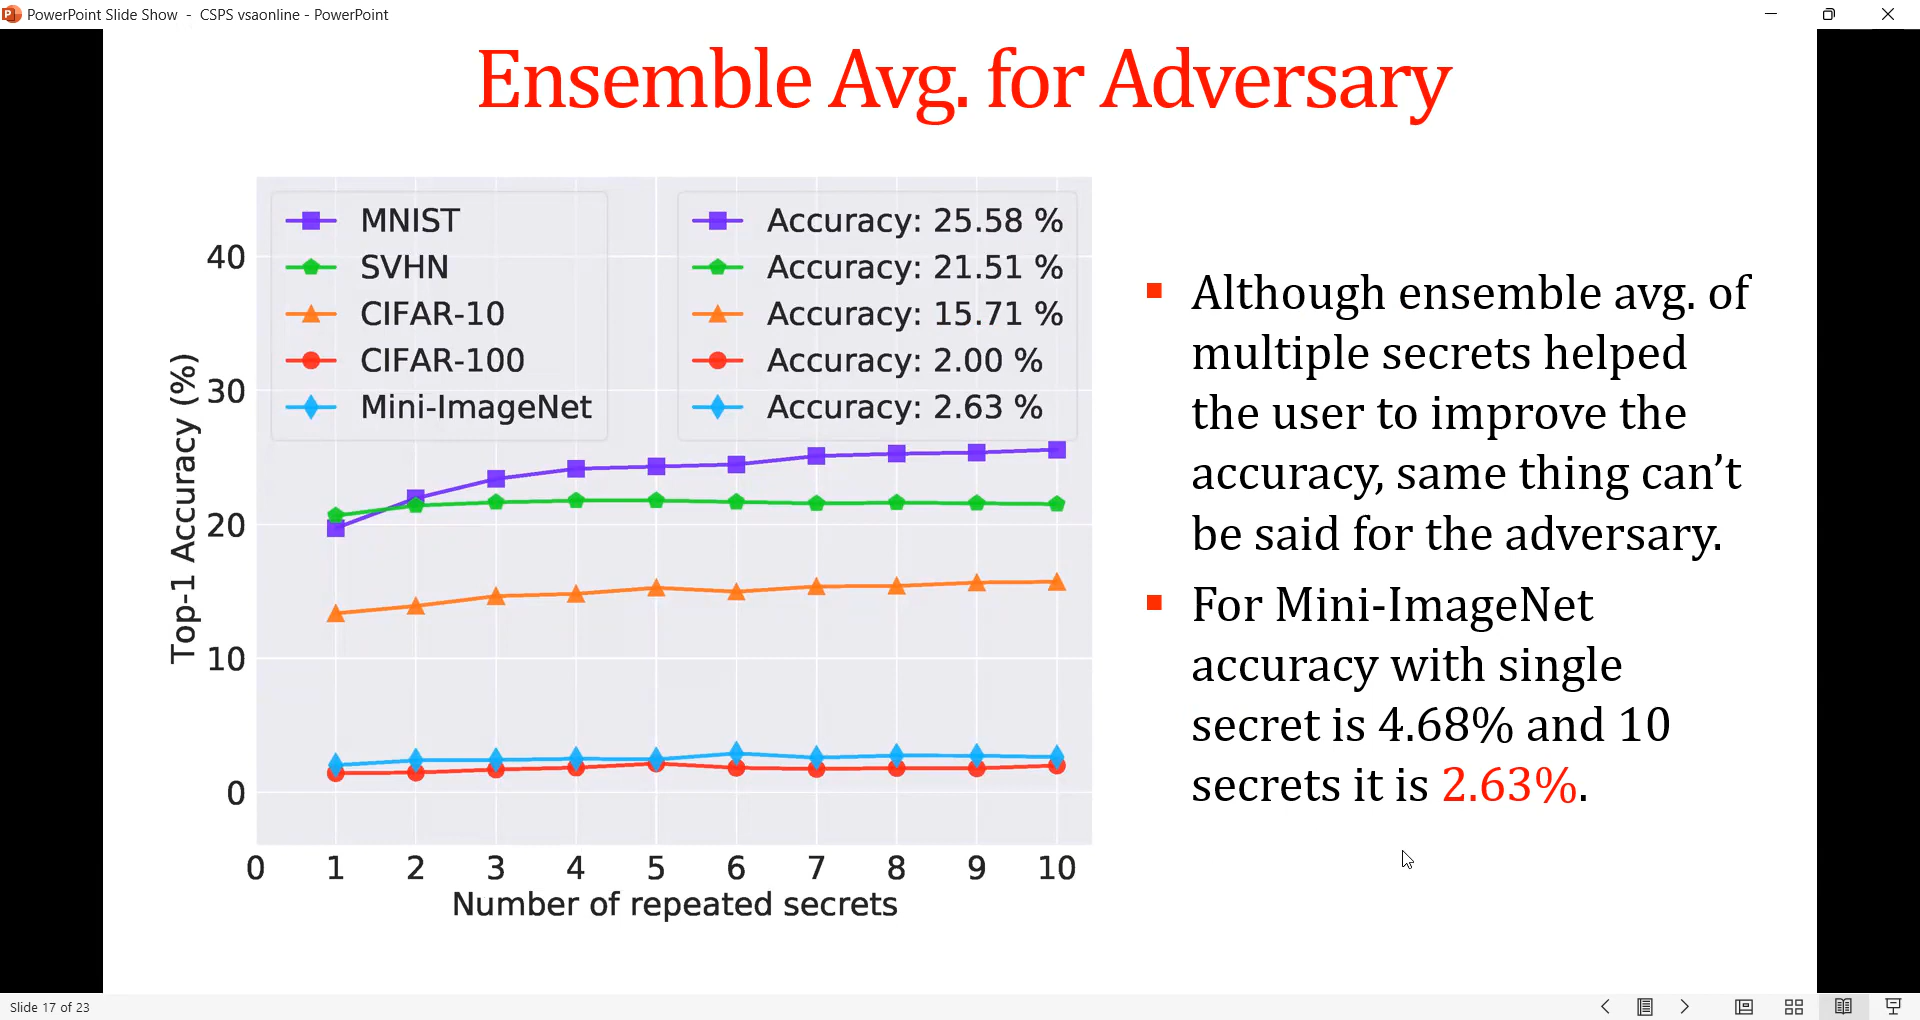 PowerPoint Slide Show - CSPS vsaonline - PowerPoint
Ensemble Avg. for Adversary
MNIST
SVHN
CIFAR-10
CIFAR-100
Mini-ImageNet
Accuracy: 25.58 %
Accuracy: 21.51 %
Accuracy: 15.71 %
Accuracy: 2.00 %
Accuracy: 2.63 %
Top-1 Accuracy (%)
40
30
20
10
0
0 1 2 3 4 5 6 7 8 9 10
Number of repeated secrets
Although ensemble avg. of
multiple secrets helped
the user to improve the
accuracy, same thing can’t
be said for the adversary.
For Mini-ImageNet
accuracy with single
secret is 4.68% and 10
secrets it is 2.63%.
Slide 17 of 23